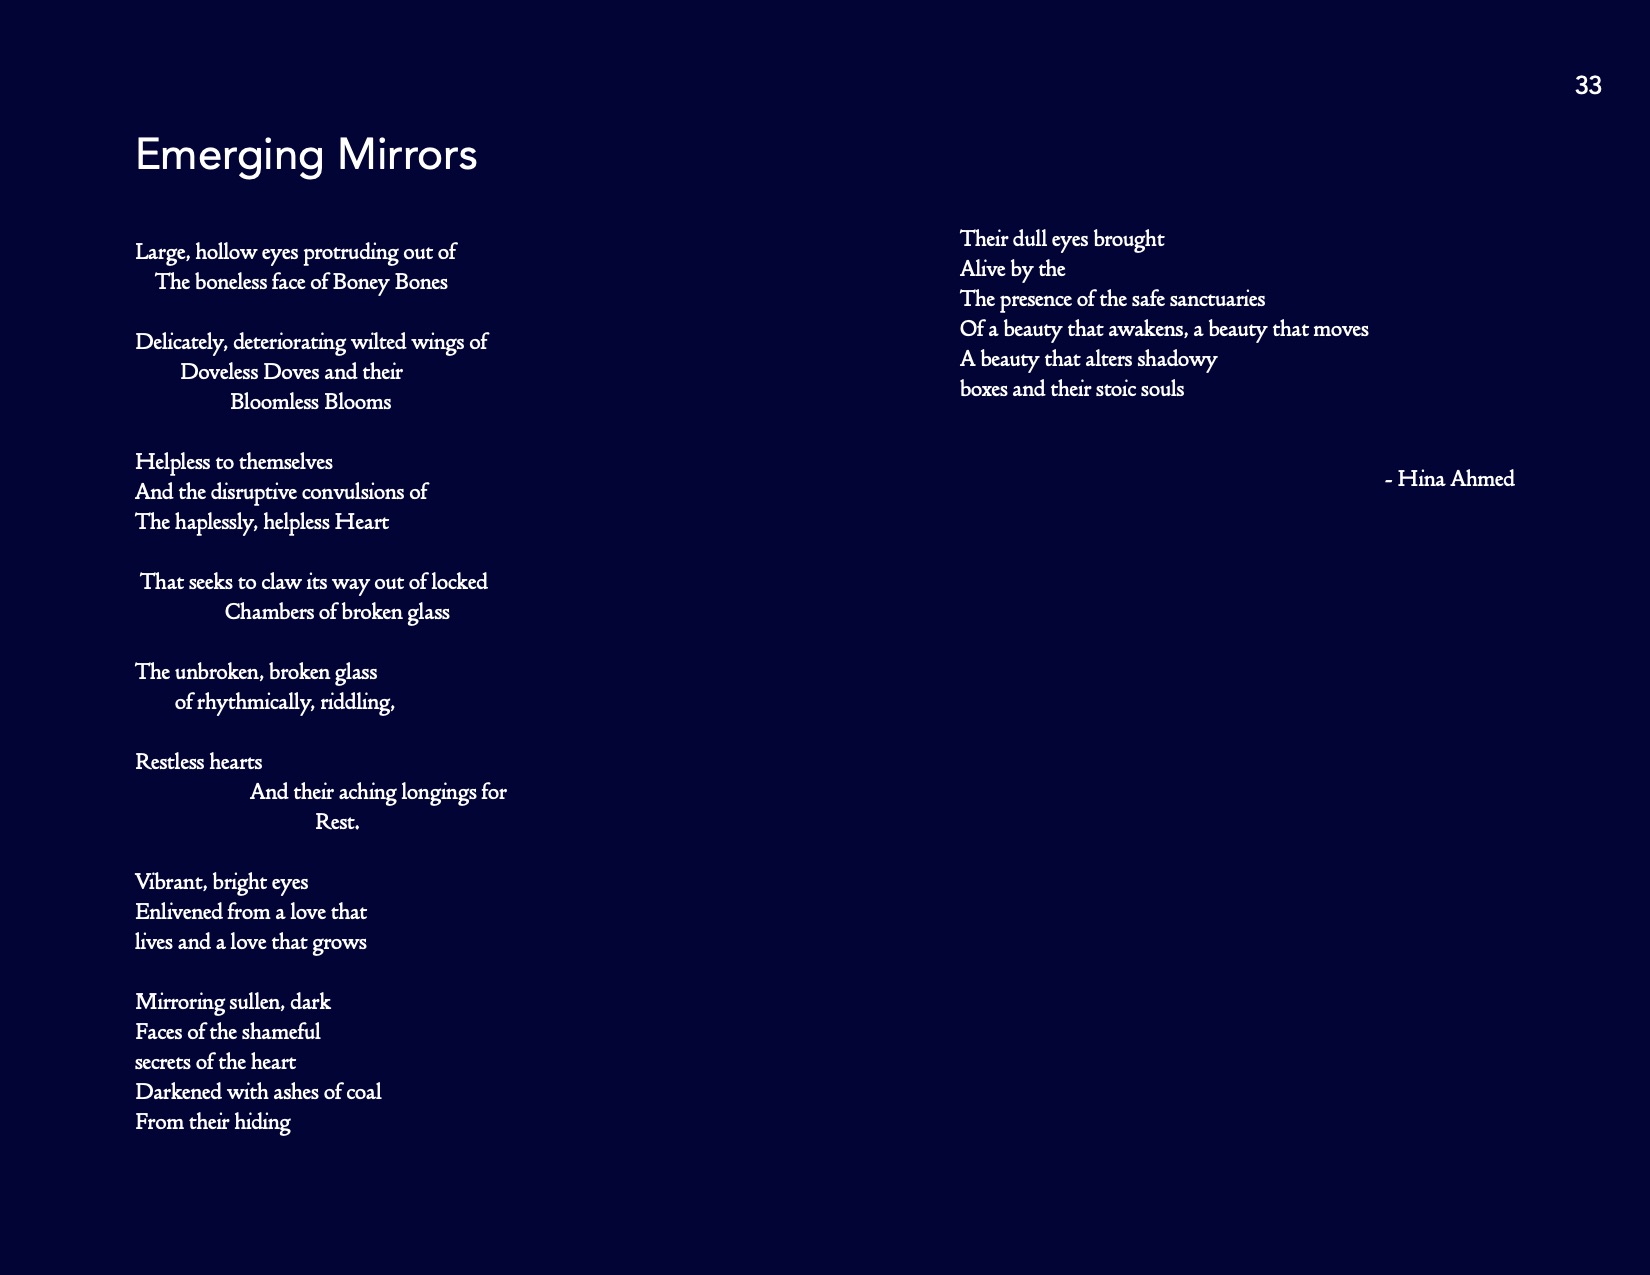 33
Emerging Mirrors
Large, hollow eyes protruding out of
The boneless face of Boney Bones
Delicately, deteriorating wilted wings of
Doveless Doves and their
Bloomless Blooms
Helpless to themselves
And the disruptive convulsions of
The haplessly, helpless Heart
That seeks to claw its way out of locked
Chambers of broken glass
The unbroken, broken glass
of rhythmically, riddling,
Restless hearts
And their aching longings for
Rest.
Vibrant, bright eyes
Enlivened from a love that
lives and a love that grows
Mirroring sullen, dark
Faces of the shameful
secrets of the heart
Darkened with ashes of coal
From their hiding
Their dull eyes brought
Alive by the
The presence of the safe sanctuaries
Of a beauty that awakens, a beauty that moves
A beauty that alters shadowy
boxes and their stoic souls
- Hina Ahmed